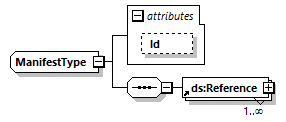 attributes
Id
ManifestType
ds:Reference
1..∞